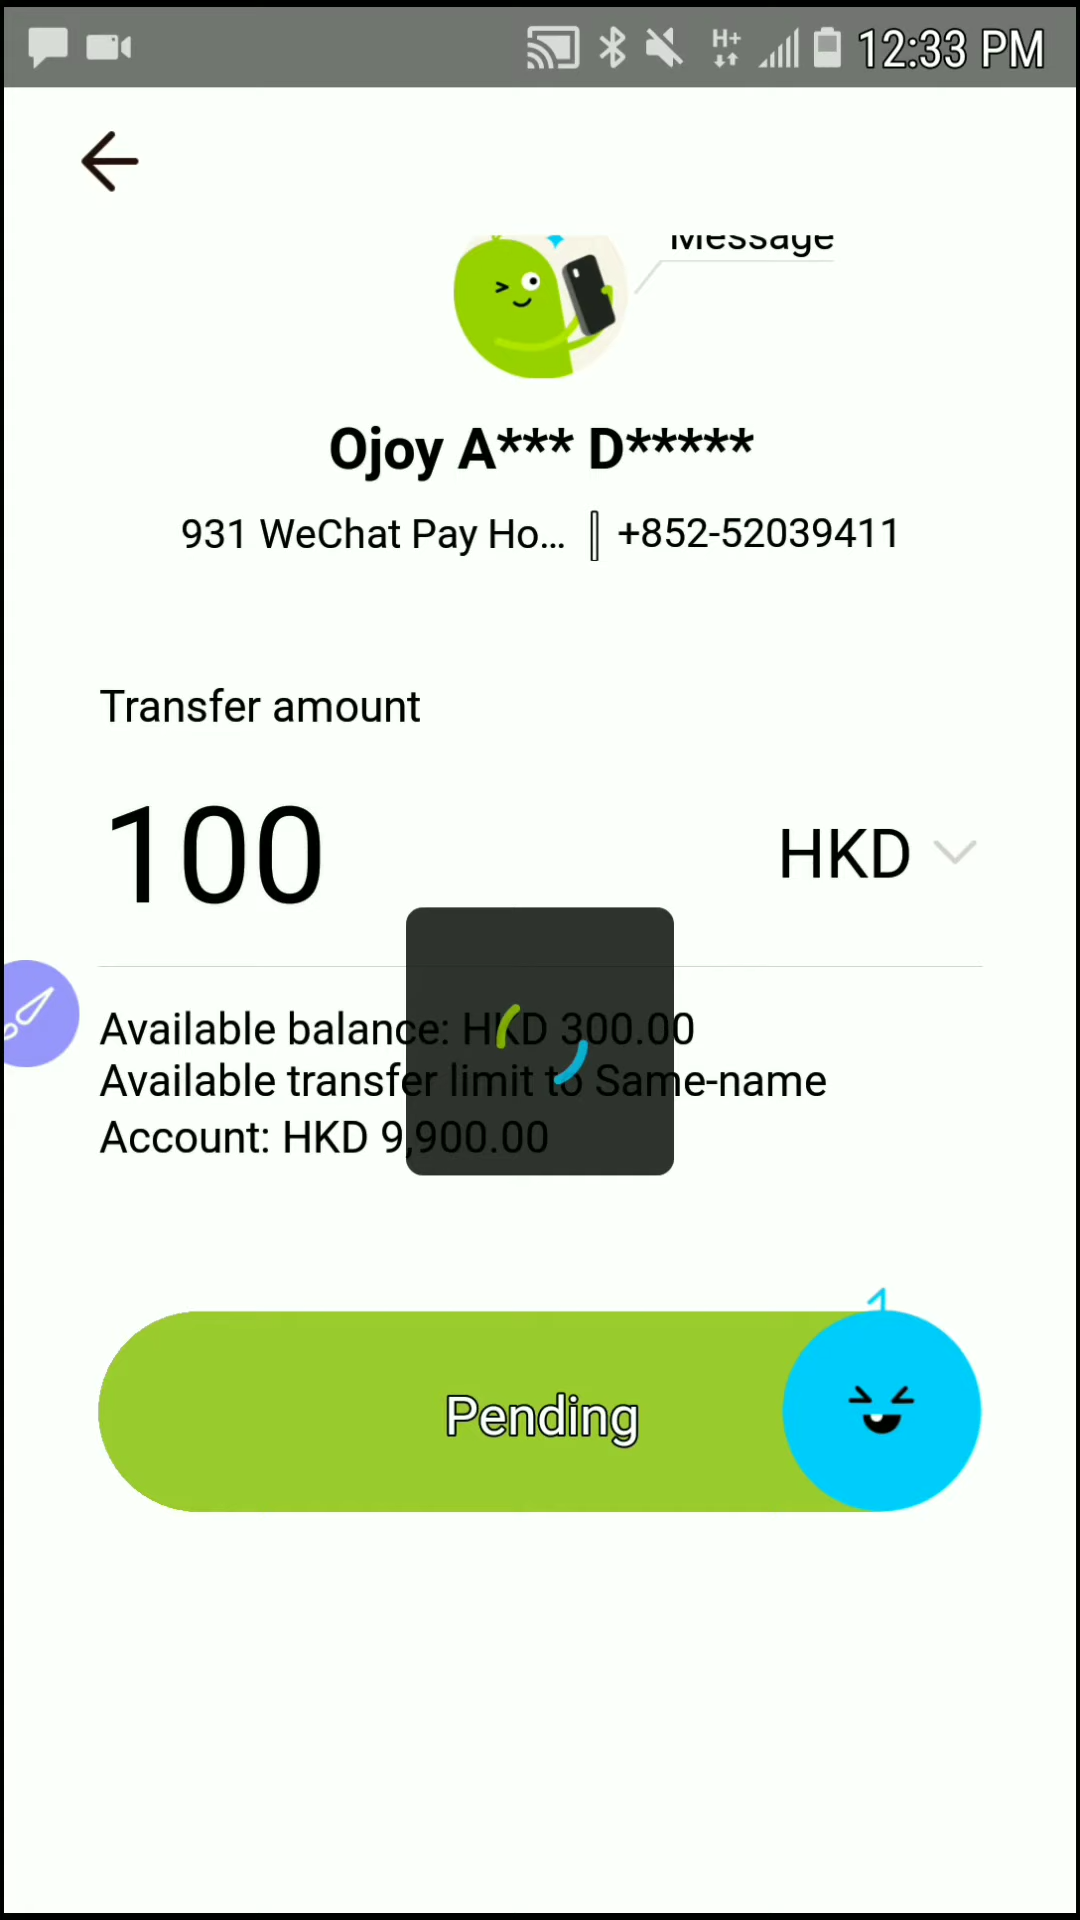 H+
12:33 PM
Message
Ojoy A*** D*****
931 WeChat Pay Ho... +852-52039411
Transfer amount
100 HKD
Available balance: HKD 300.00
Available transfer limit to Same-name
Account: HKD 9,900.00
Pending